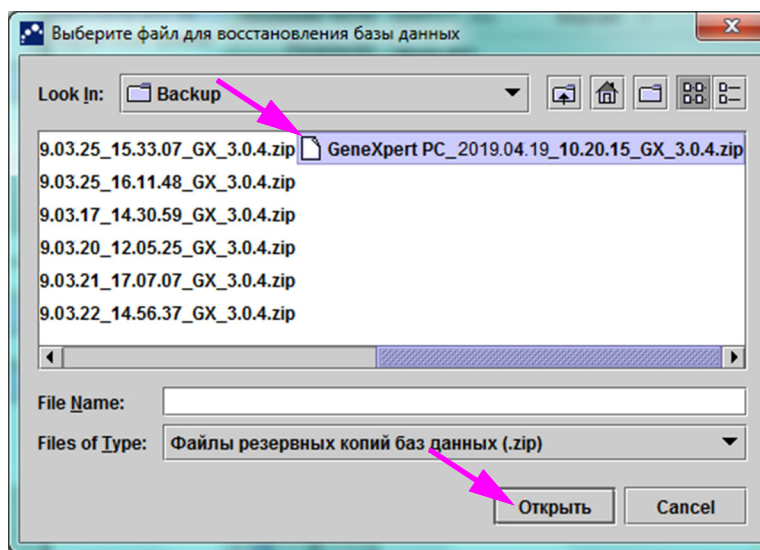 Выберите файл для восстановления базы данных
Look In: Backup
9.03.25_15.33.07_GX_3.0.4.zip GeneXpert PC_2019.04.19_10.20.15_GX_3.0.4.zip
9.03.25_16.11.48_GX_3.0.4.zip
9.03.17_14.30.59_GX_3.0.4.zip
9.03.20_12.05.25_GX_3.0.4.zip
9.03.21_17.07.07_GX_3.0.4.zip
9.03.22_14.56.37_GX_3.0.4.zip
File Name:
Files of Type: Файлы резервных копий баз данных (.zip)
Открыть Cancel